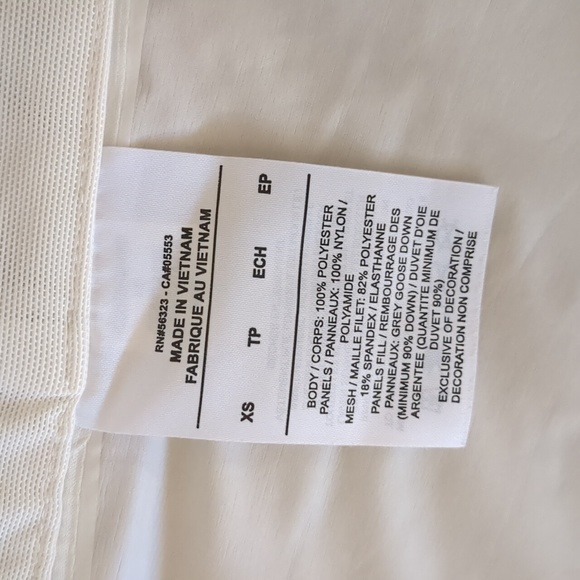 RN#56323 - CA#05553
MADE IN VIETNAM
FABRIQUE AU VIETNAM
XS TP ECH EP
BODY / CORPS: 100% POLYESTER
PANELS / PANNEAUX: 100% NYLON /
POLYAMIDE
MESH / MAILLE FILET: 82% POLYESTER
18% SPANDEX / ELASTHANNE
PANELS FILL / REMBOURRAGE DES
PANNEAUX: GREY GOOSE DOWN
(MINIMUM 90% DOWN) / DUVET D'OIE
ARGENTEE (QUANTITE MINIMUM DE
DUVET 90%)
EXCLUSIVE OF DECORATION /
DECORATION NON COMPRISE